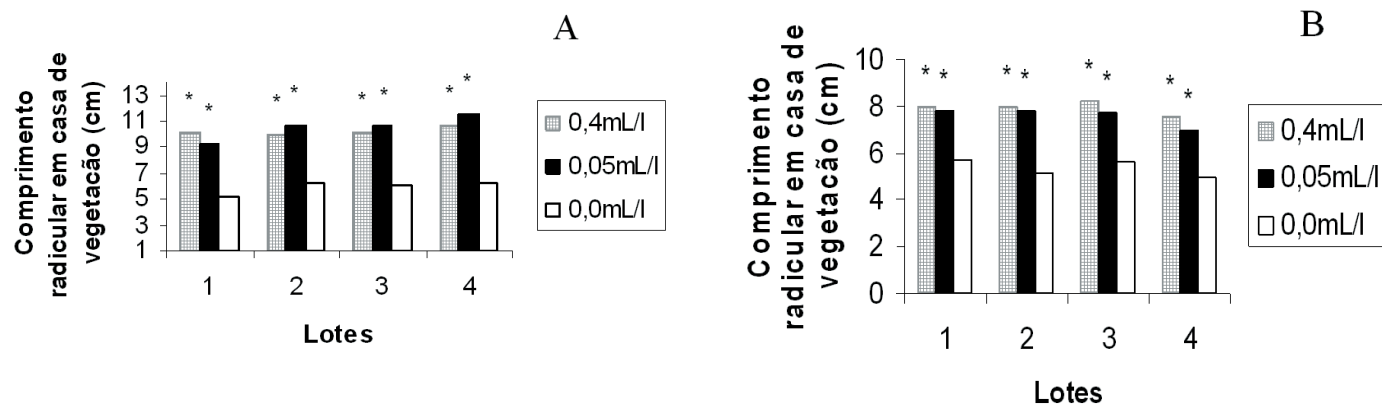 A
Comprimento
radicular em casa de
vegetacão (cm)
13
11
9
7
5
3
1
* * * * * * * *
1 2 3 4
Lotes
0,4mL/l
0,05mL/l
0,0mL/l
B
Comprimento
radicular em casa de
vegetacão (cm)
10
8
6
4
2
0
* * * * * * * *
1 2 3 4
Lotes
0,4mL/l
0,05mL/l
0,0mL/l